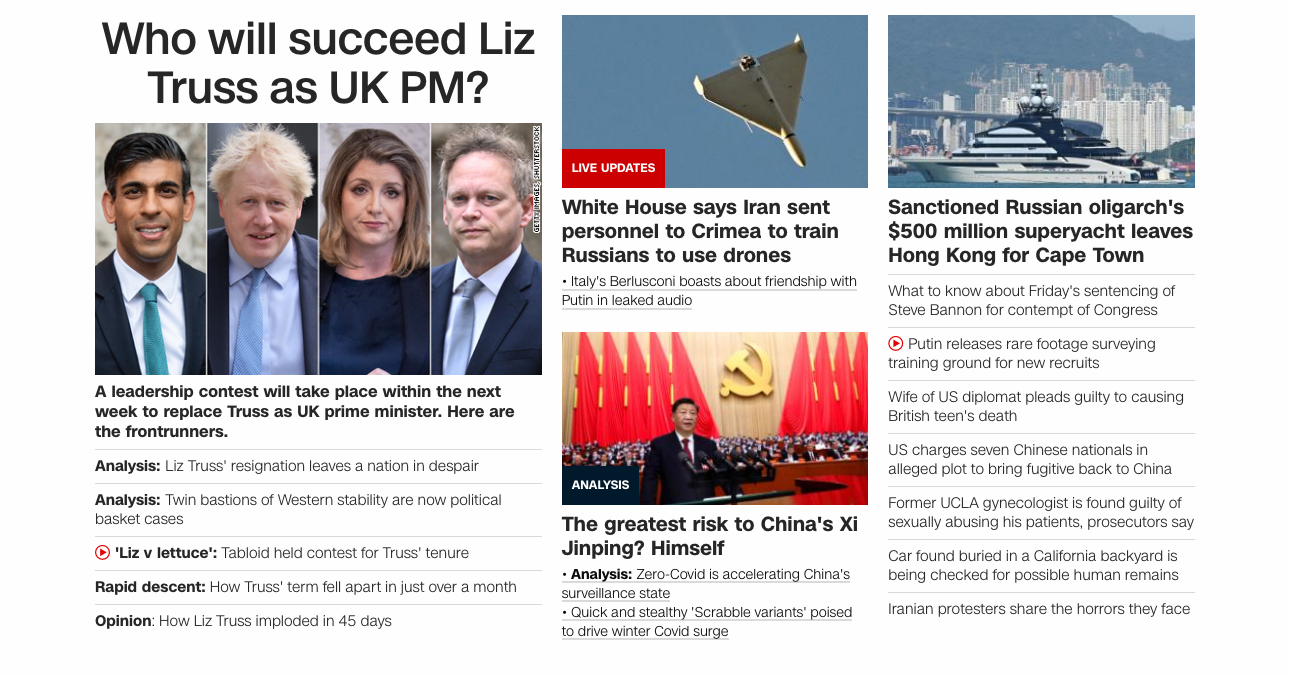 Who will succeed Liz
Truss as UK PM?
GETTY IMAGES, SHUTTERSTOCK
A leadership contest will take place within the next
week to replace Truss as UK prime minister. Here are
the frontrunners.
Analysis: Liz Truss' resignation leaves a nation in despair
Analysis: Twin bastions of Western stability are now political
basket cases
'Liz v lettuce': Tabloid held contest for Truss' tenure
Rapid descent: How Truss' term fell apart in just over a month
Opinion: How Liz Truss imploded in 45 days
LIVE UPDATES
White House says Iran sent
personnel to Crimea to train
Russians to use drones
• Italy's Berlusconi boasts about friendship with
Putin in leaked audio
ANALYSIS
The greatest risk to China's Xi
Jinping? Himself
• Analysis: Zero-Covid is accelerating China's
surveillance state
• Quick and stealthy 'Scrabble variants' poised
to drive winter Covid surge
Sanctioned Russian oligarch's
$500 million superyacht leaves
Hong Kong for Cape Town
What to know about Friday's sentencing of
Steve Bannon for contempt of Congress
Putin releases rare footage surveying
training ground for new recruits
Wife of US diplomat pleads guilty to causing
British teen's death
US charges seven Chinese nationals in
alleged plot to bring fugitive back to China
Former UCLA gynecologist is found guilty of
sexually abusing his patients, prosecutors say
Car found buried in a California backyard is
being checked for possible human remains
Iranian protesters share the horrors they face